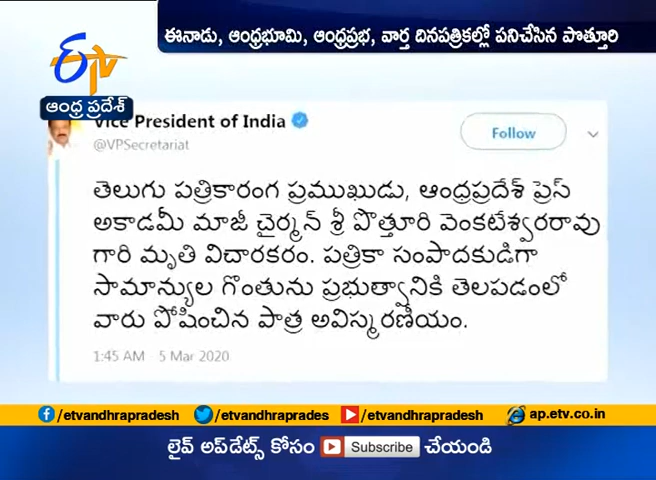 ఈనాడు, ఆంధ్రభూమి, ఆంధ్రప్రభ, వార్త దినపత్రికల్లో పనిచేసిన పొత్తూరి
ETV
ఆంధ్ర ప్రదేశ్
Vice President of India
@VPSecretariat
Follow
తెలుగు పత్రికారంగ ప్రముఖుడు, ఆంధ్రప్రదేశ్ ప్రెస్
అకాడమీ మాజీ చైర్మన్ శ్రీ పొత్తూరి వెంకటేశ్వరరావు
గారి మృతి విచారకరం. పత్రికా సంపాదకుడిగా
సామాన్యుల గొంతును ప్రభుత్వానికి తెలపడంలో
వారు పోషించిన పాత్ర అవిస్మరణీయం.
1:45 AM - 5 Mar 2020
/etvandhrapradesh /etvandhraprades /etvandhrapradesh ap.etv.co.in
లైవ్ అప్‌డేట్స్ కోసం Subscribe చేయండి